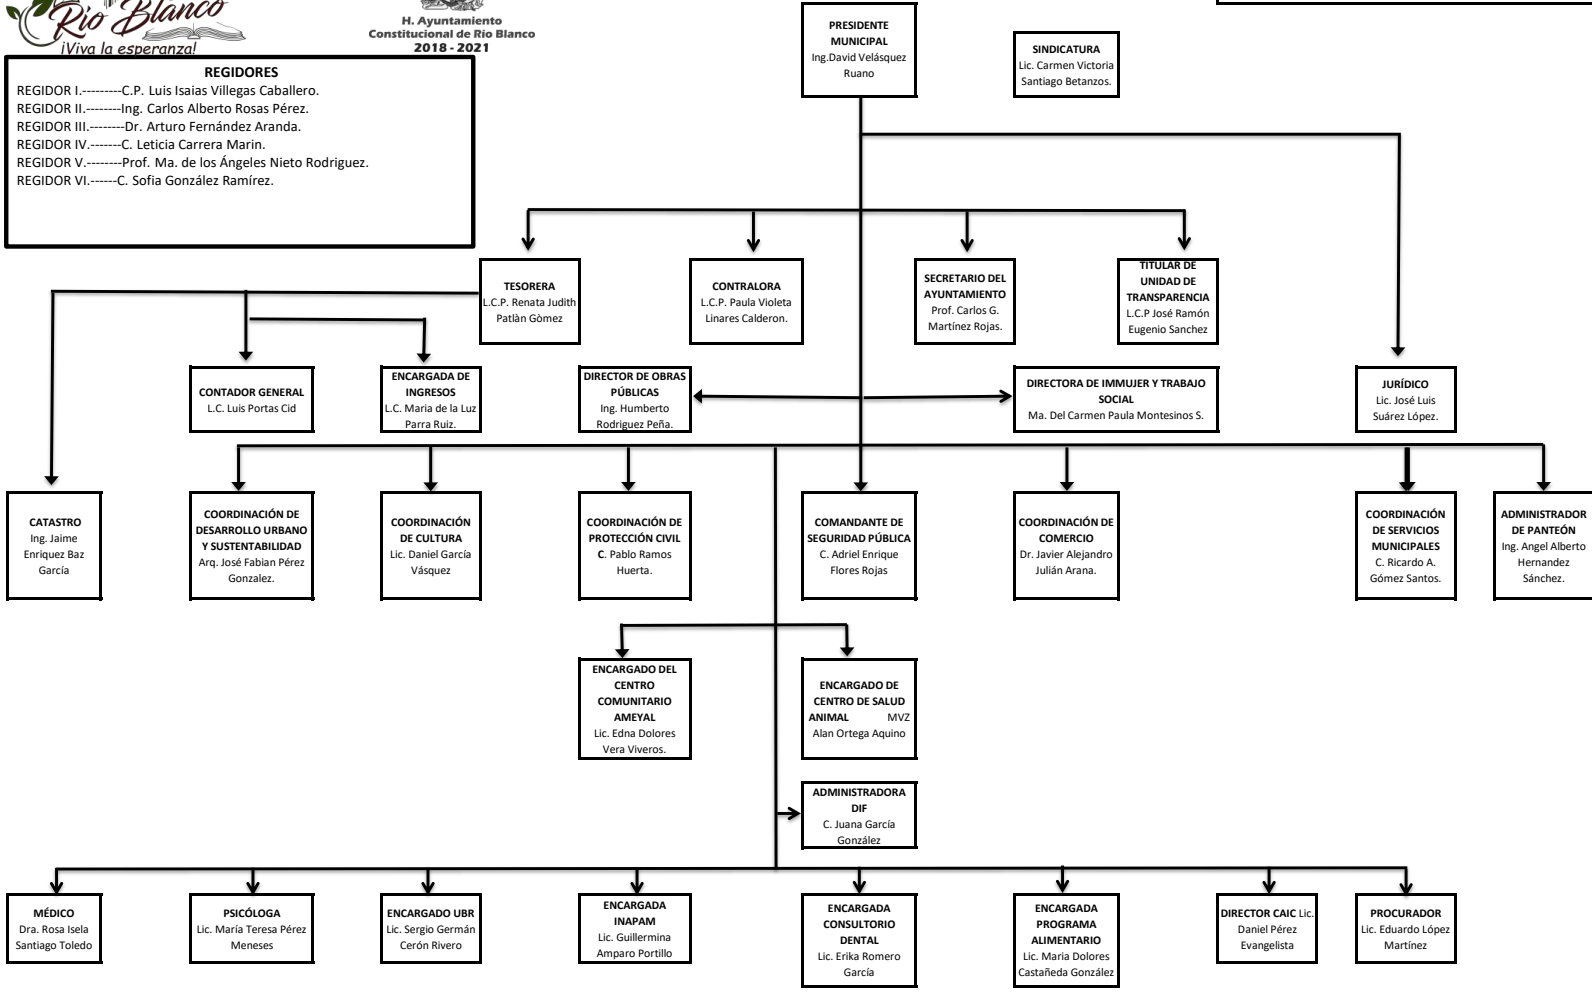 Río Blanco
¡Viva la esperanza!
H. Ayuntamiento
Constitucional de Río Blanco
2018 - 2021
REGIDORES
REGIDOR I.---------C.P. Luis Isaias Villegas Caballero.
REGIDOR II.--------Ing. Carlos Alberto Rosas Pérez.
REGIDOR III.--------Dr. Arturo Fernández Aranda.
REGIDOR IV.-------C. Leticia Carrera Marin.
REGIDOR V.--------Prof. Ma. de los Ángeles Nieto Rodriguez.
REGIDOR VI.------C. Sofia González Ramírez.
PRESIDENTE
MUNICIPAL
Ing.David Velásquez
Ruano
SINDICATURA
Lic. Carmen Victoria
Santiago Betanzos.
TESORERA
L.C.P. Renata Judith
Patlàn Gòmez
CONTRALORA
L.C.P. Paula Violeta
Linares Calderon.
SECRETARIO DEL
AYUNTAMIENTO
Prof. Carlos G.
Martínez Rojas.
TITULAR DE
UNIDAD DE
TRANSPARENCIA
L.C.P José Ramón
Eugenio Sanchez
CONTADOR GENERAL
L.C. Luis Portas Cid
ENCARGADA DE
INGRESOS
L.C. Maria de la Luz
Parra Ruiz.
DIRECTOR DE OBRAS
PÚBLICAS
Ing. Humberto
Rodriguez Peña.
DIRECTORA DE IMMUJER Y TRABAJO
SOCIAL
Ma. Del Carmen Paula Montesinos S.
JURÍDICO
Lic. José Luis
Suárez López.
CATASTRO
Ing. Jaime
Enriquez Baz
García
COORDINACIÓN DE
DESARROLLO URBANO
Y SUSTENTABILIDAD
Arq. José Fabian Pérez
Gonzalez.
COORDINACIÓN
DE CULTURA
Lic. Daniel García
Vásquez
COORDINACIÓN DE
PROTECCIÓN CIVIL
C. Pablo Ramos
Huerta.
COMANDANTE DE
SEGURIDAD PÚBLICA
C. Adriel Enrique
Flores Rojas
COORDINACIÓN DE
COMERCIO
Dr. Javier Alejandro
Julián Arana.
COORDINACIÓN
DE SERVICIOS
MUNICIPALES
C. Ricardo A.
Gómez Santos.
ADMINISTRADOR
DE PANTEÓN
Ing. Angel Alberto
Hernandez
Sánchez.
ENCARGADO DEL
CENTRO
COMUNITARIO
AMEYAL
Lic. Edna Dolores
Vera Viveros.
ENCARGADO DE
CENTRO DE SALUD
ANIMAL MVZ
Alan Ortega Aquino
ADMINISTRADORA
DIF
C. Juana García
González
MÉDICO
Dra. Rosa Isela
Santiago Toledo
PSICÓLOGA
Lic. María Teresa Pérez
Meneses
ENCARGADO UBR
Lic. Sergio Germán
Cerón Rivero
ENCARGADA
INAPAM
Lic. Guillermina
Amparo Portillo
ENCARGADA
CONSULTORIO
DENTAL
Lic. Erika Romero
García
ENCARGADA
PROGRAMA
ALIMENTARIO
Lic. Maria Dolores
Castañeda González
DIRECTOR CAIC Lic.
Daniel Pérez
Evangelista
PROCURADOR
Lic. Eduardo López
Martínez